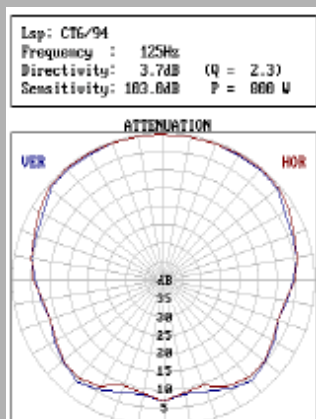 Lsp: CT6/94
Frequency : 125Hz
Directivity: 3.7dB (Q = 2.3)
Sensitivity: 103.0dB P = 800 W
ATTENUATION
VER HOR
dB
35
30
25
20
15
10
5